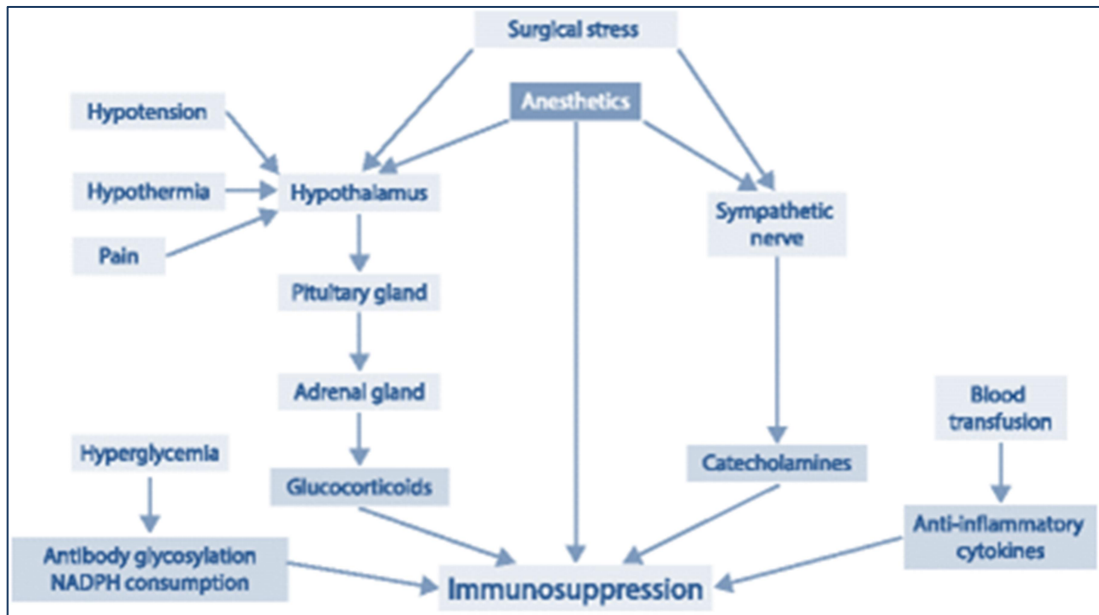 Surgical stress
Anesthetics
Hypotension
Hypothermia
Hypothalamus
Pain
Sympathetic
nerve
Pituitary gland
Adrenal gland
Blood
transfusion
Hyperglycemia
Catecholamines
Glucocorticoids
Anti-inflammatory
cytokines
Antibody glycosylation
NADPH consumption
Immunosuppression